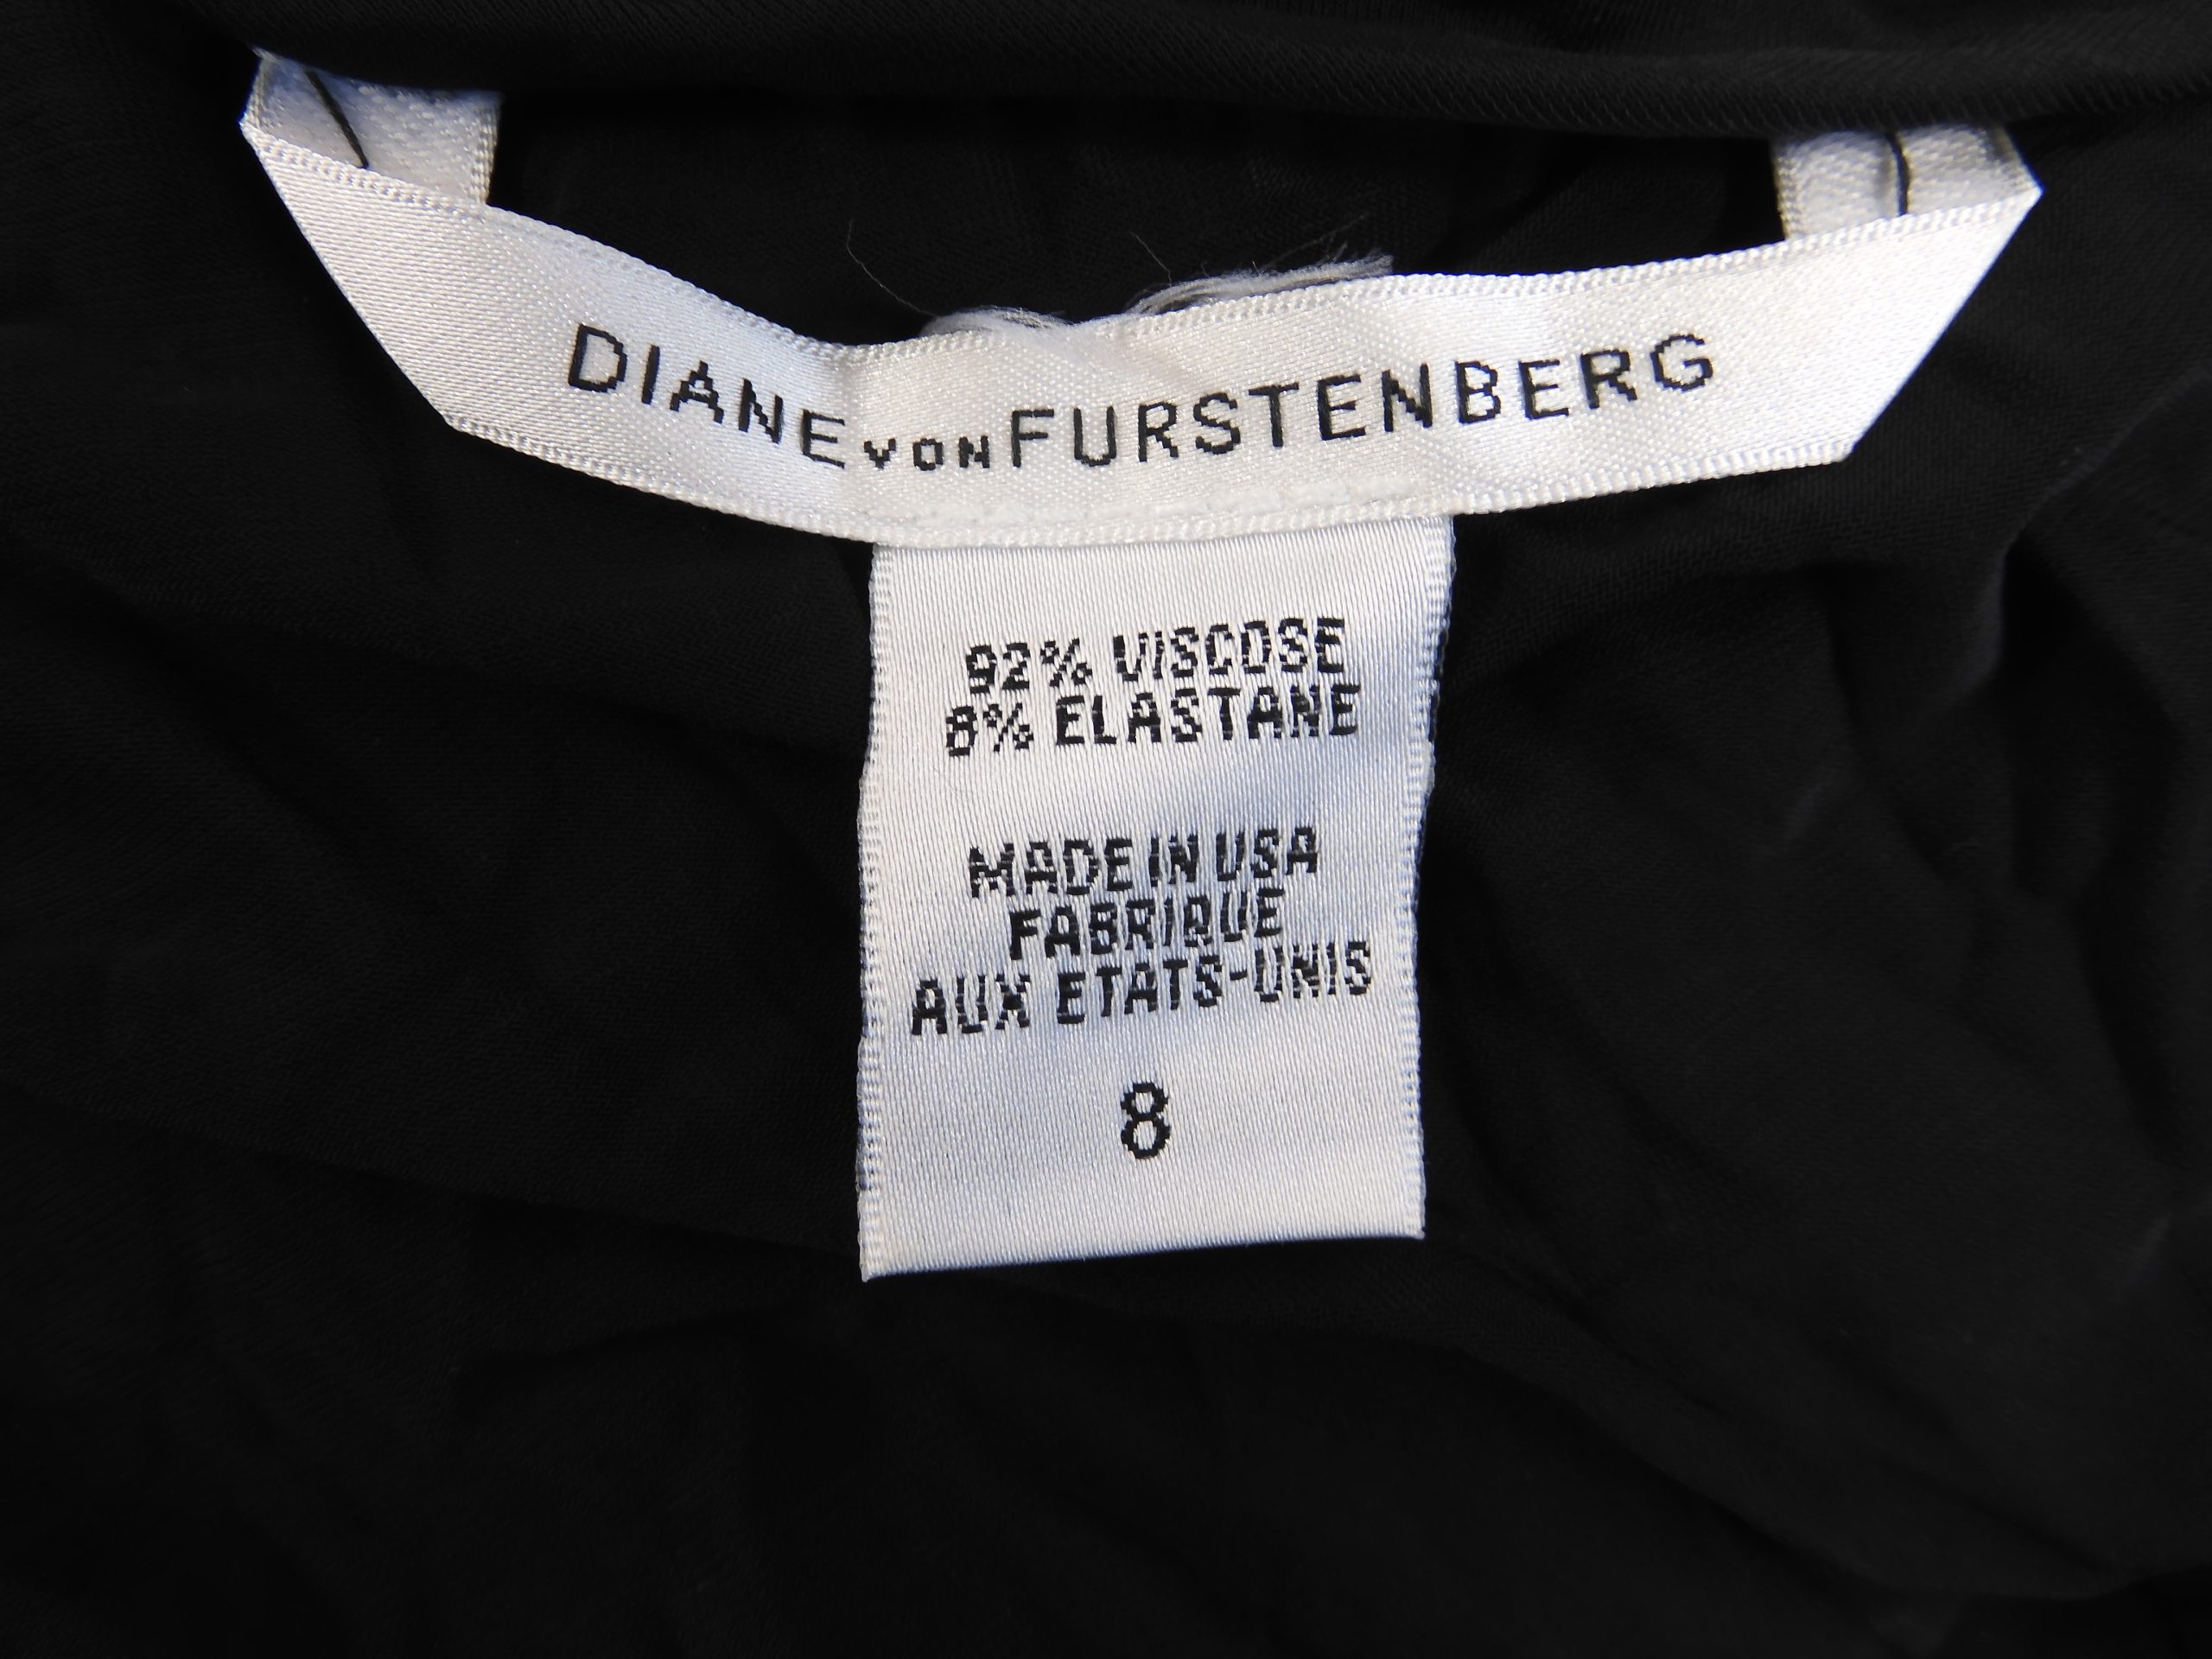 DIANE VON FURSTENBERG
92% VISCOSE
8% ELASTANE
MADE IN USA
FABRIQUE
AUX ETATS-UNIS
8